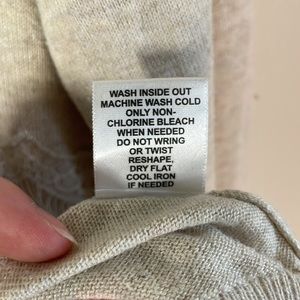 WASH INSIDE OUT
MACHINE WASH COLD
ONLY NON-
CHLORINE BLEACH
WHEN NEEDED
DO NOT WRING
OR TWIST
RESHAPE,
DRY FLAT
COOL IRON
IF NEEDED